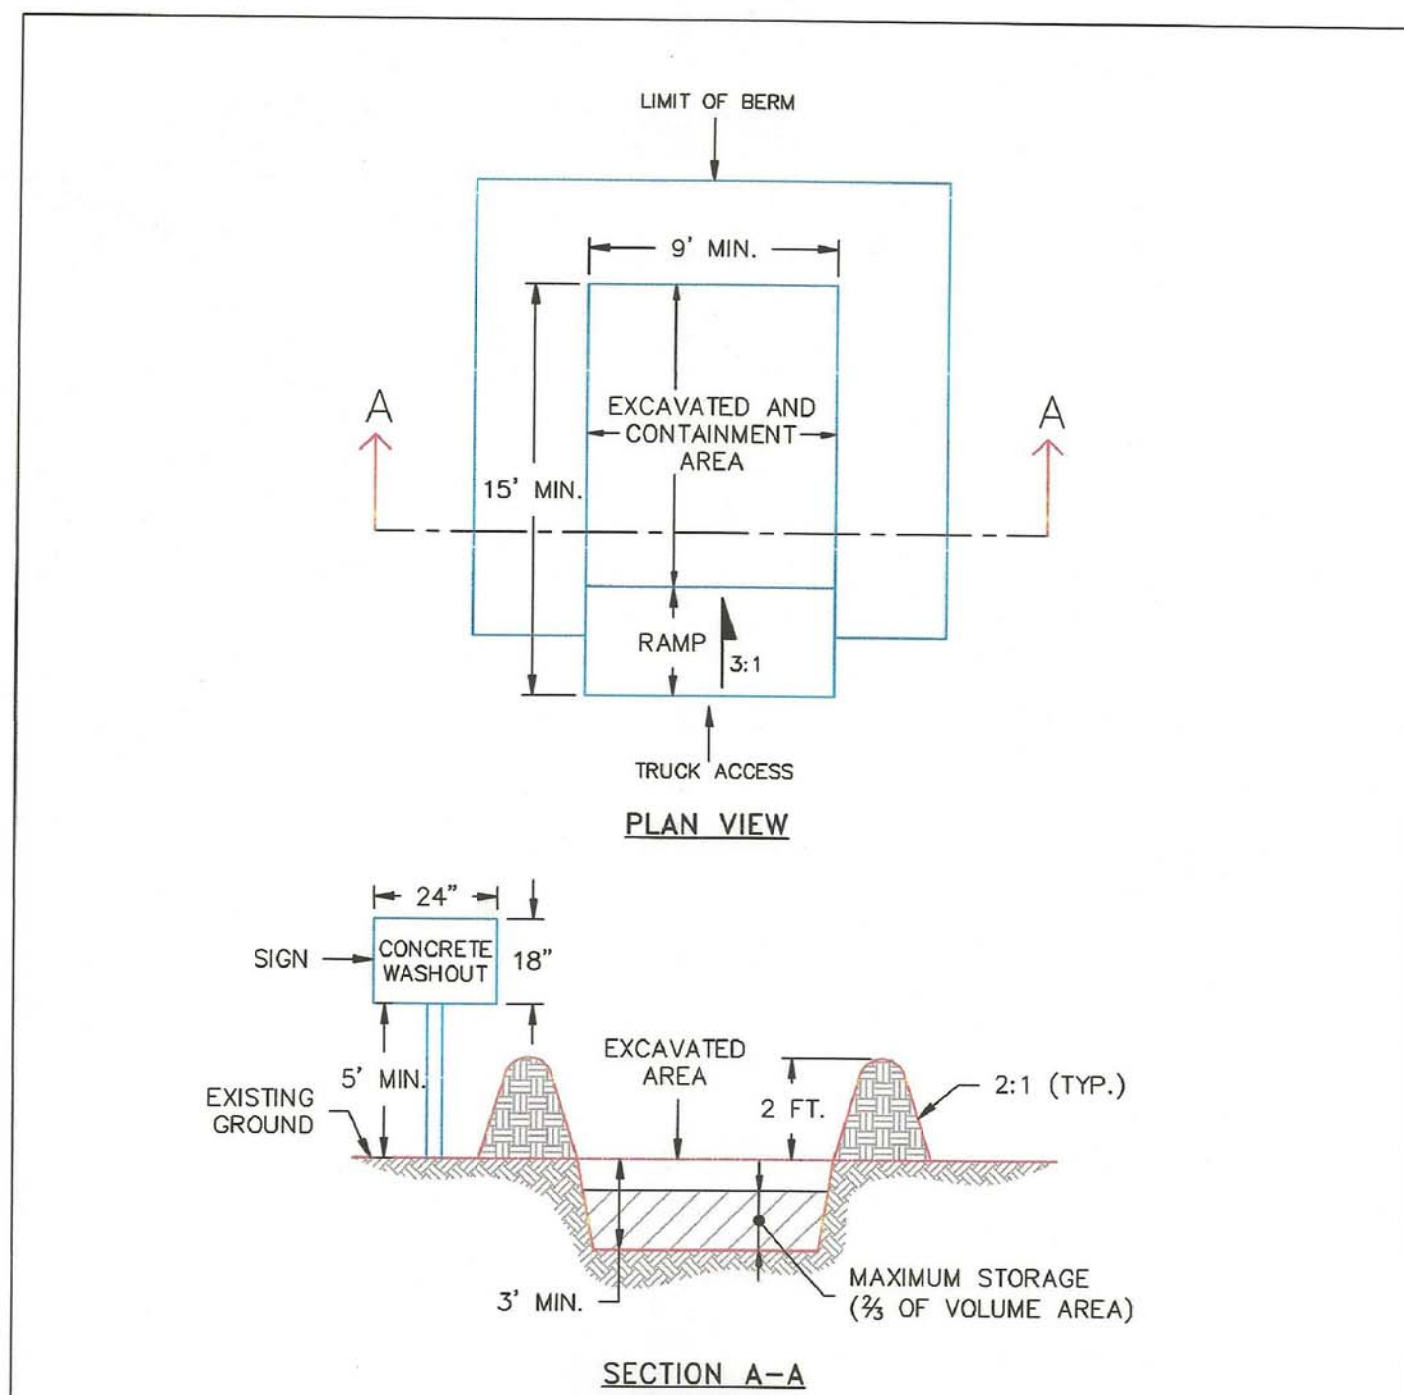 LIMIT OF BERM
9' MIN.
A
A
EXCAVATED AND
CONTAINMENT
AREA
15' MIN.
RAMP
3:1
TRUCK ACCESS
PLAN VIEW
24"
SIGN
CONCRETE
WASHOUT
18"
5' MIN.
EXISTING
GROUND
EXCAVATED
AREA
2 FT.
2:1 (TYP.)
3' MIN.
MAXIMUM STORAGE
(⅔ OF VOLUME AREA)
SECTION A-A